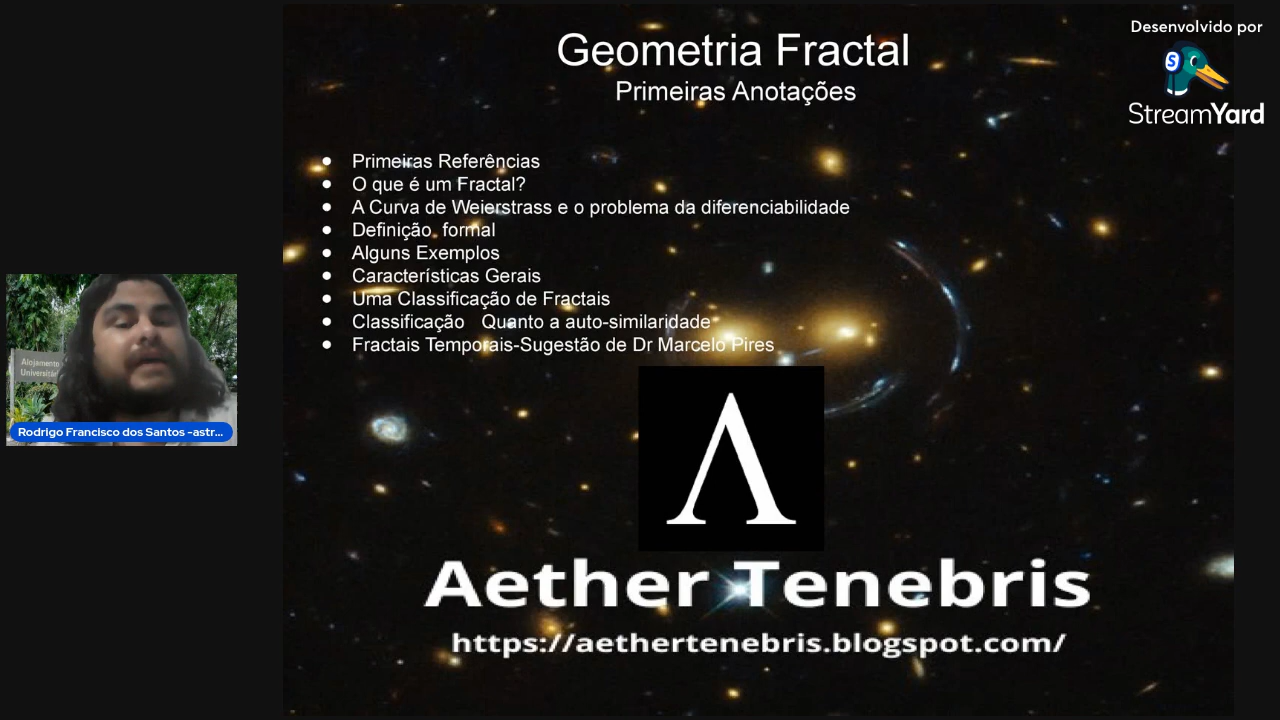 Geometria Fractal
Primeiras Anotações
● Primeiras Referências
● O que é um Fractal?
● A Curva de Weierstrass e o problema da diferenciabilidade
● Definição formal
● Alguns Exemplos
● Características Gerais
● Uma Classificação de Fractais
● Classificação Quanto a auto-similaridade
● Fractais Temporais-Sugestão de Dr Marcelo Pires
Λ
Aether Tenebris
https://aethertenebris.blogspot.com/
Desenvolvido por
S
StreamYard
Alojamento
Universitár
Rodrigo Francisco dos Santos -astr...